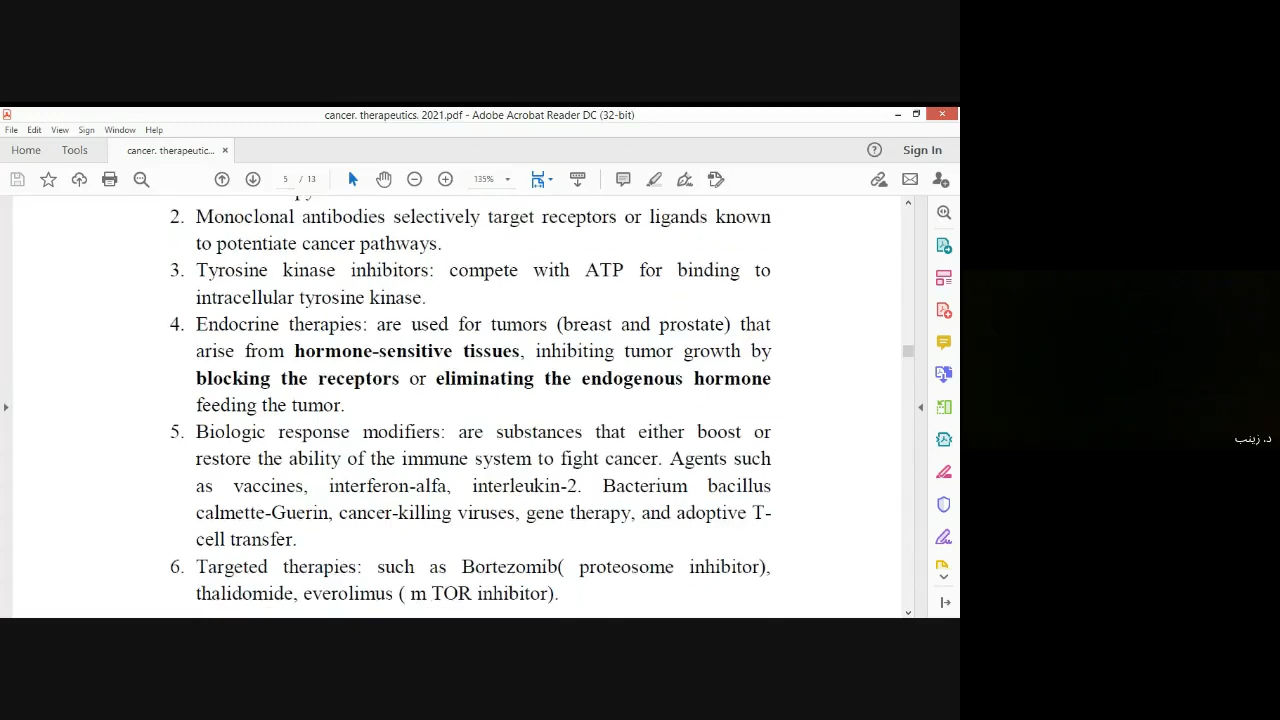 cancer. therapeutics. 2021.pdf - Adobe Acrobat Reader DC (32-bit)
File Edit View Sign Window Help
Home Tools cancer. therapeutic... × Sign In
5 / 13 135%
2. Monoclonal antibodies selectively target receptors or ligands known
to potentiate cancer pathways.
3. Tyrosine kinase inhibitors: compete with ATP for binding to
intracellular tyrosine kinase.
4. Endocrine therapies: are used for tumors (breast and prostate) that
arise from hormone-sensitive tissues, inhibiting tumor growth by
blocking the receptors or eliminating the endogenous hormone
feeding the tumor.
5. Biologic response modifiers: are substances that either boost or
restore the ability of the immune system to fight cancer. Agents such
as vaccines, interferon-alfa, interleukin-2. Bacterium bacillus
calmette-Guerin, cancer-killing viruses, gene therapy, and adoptive T-
cell transfer.
6. Targeted therapies: such as Bortezomib( proteosome inhibitor),
thalidomide, everolimus ( m TOR inhibitor).
د. زينب